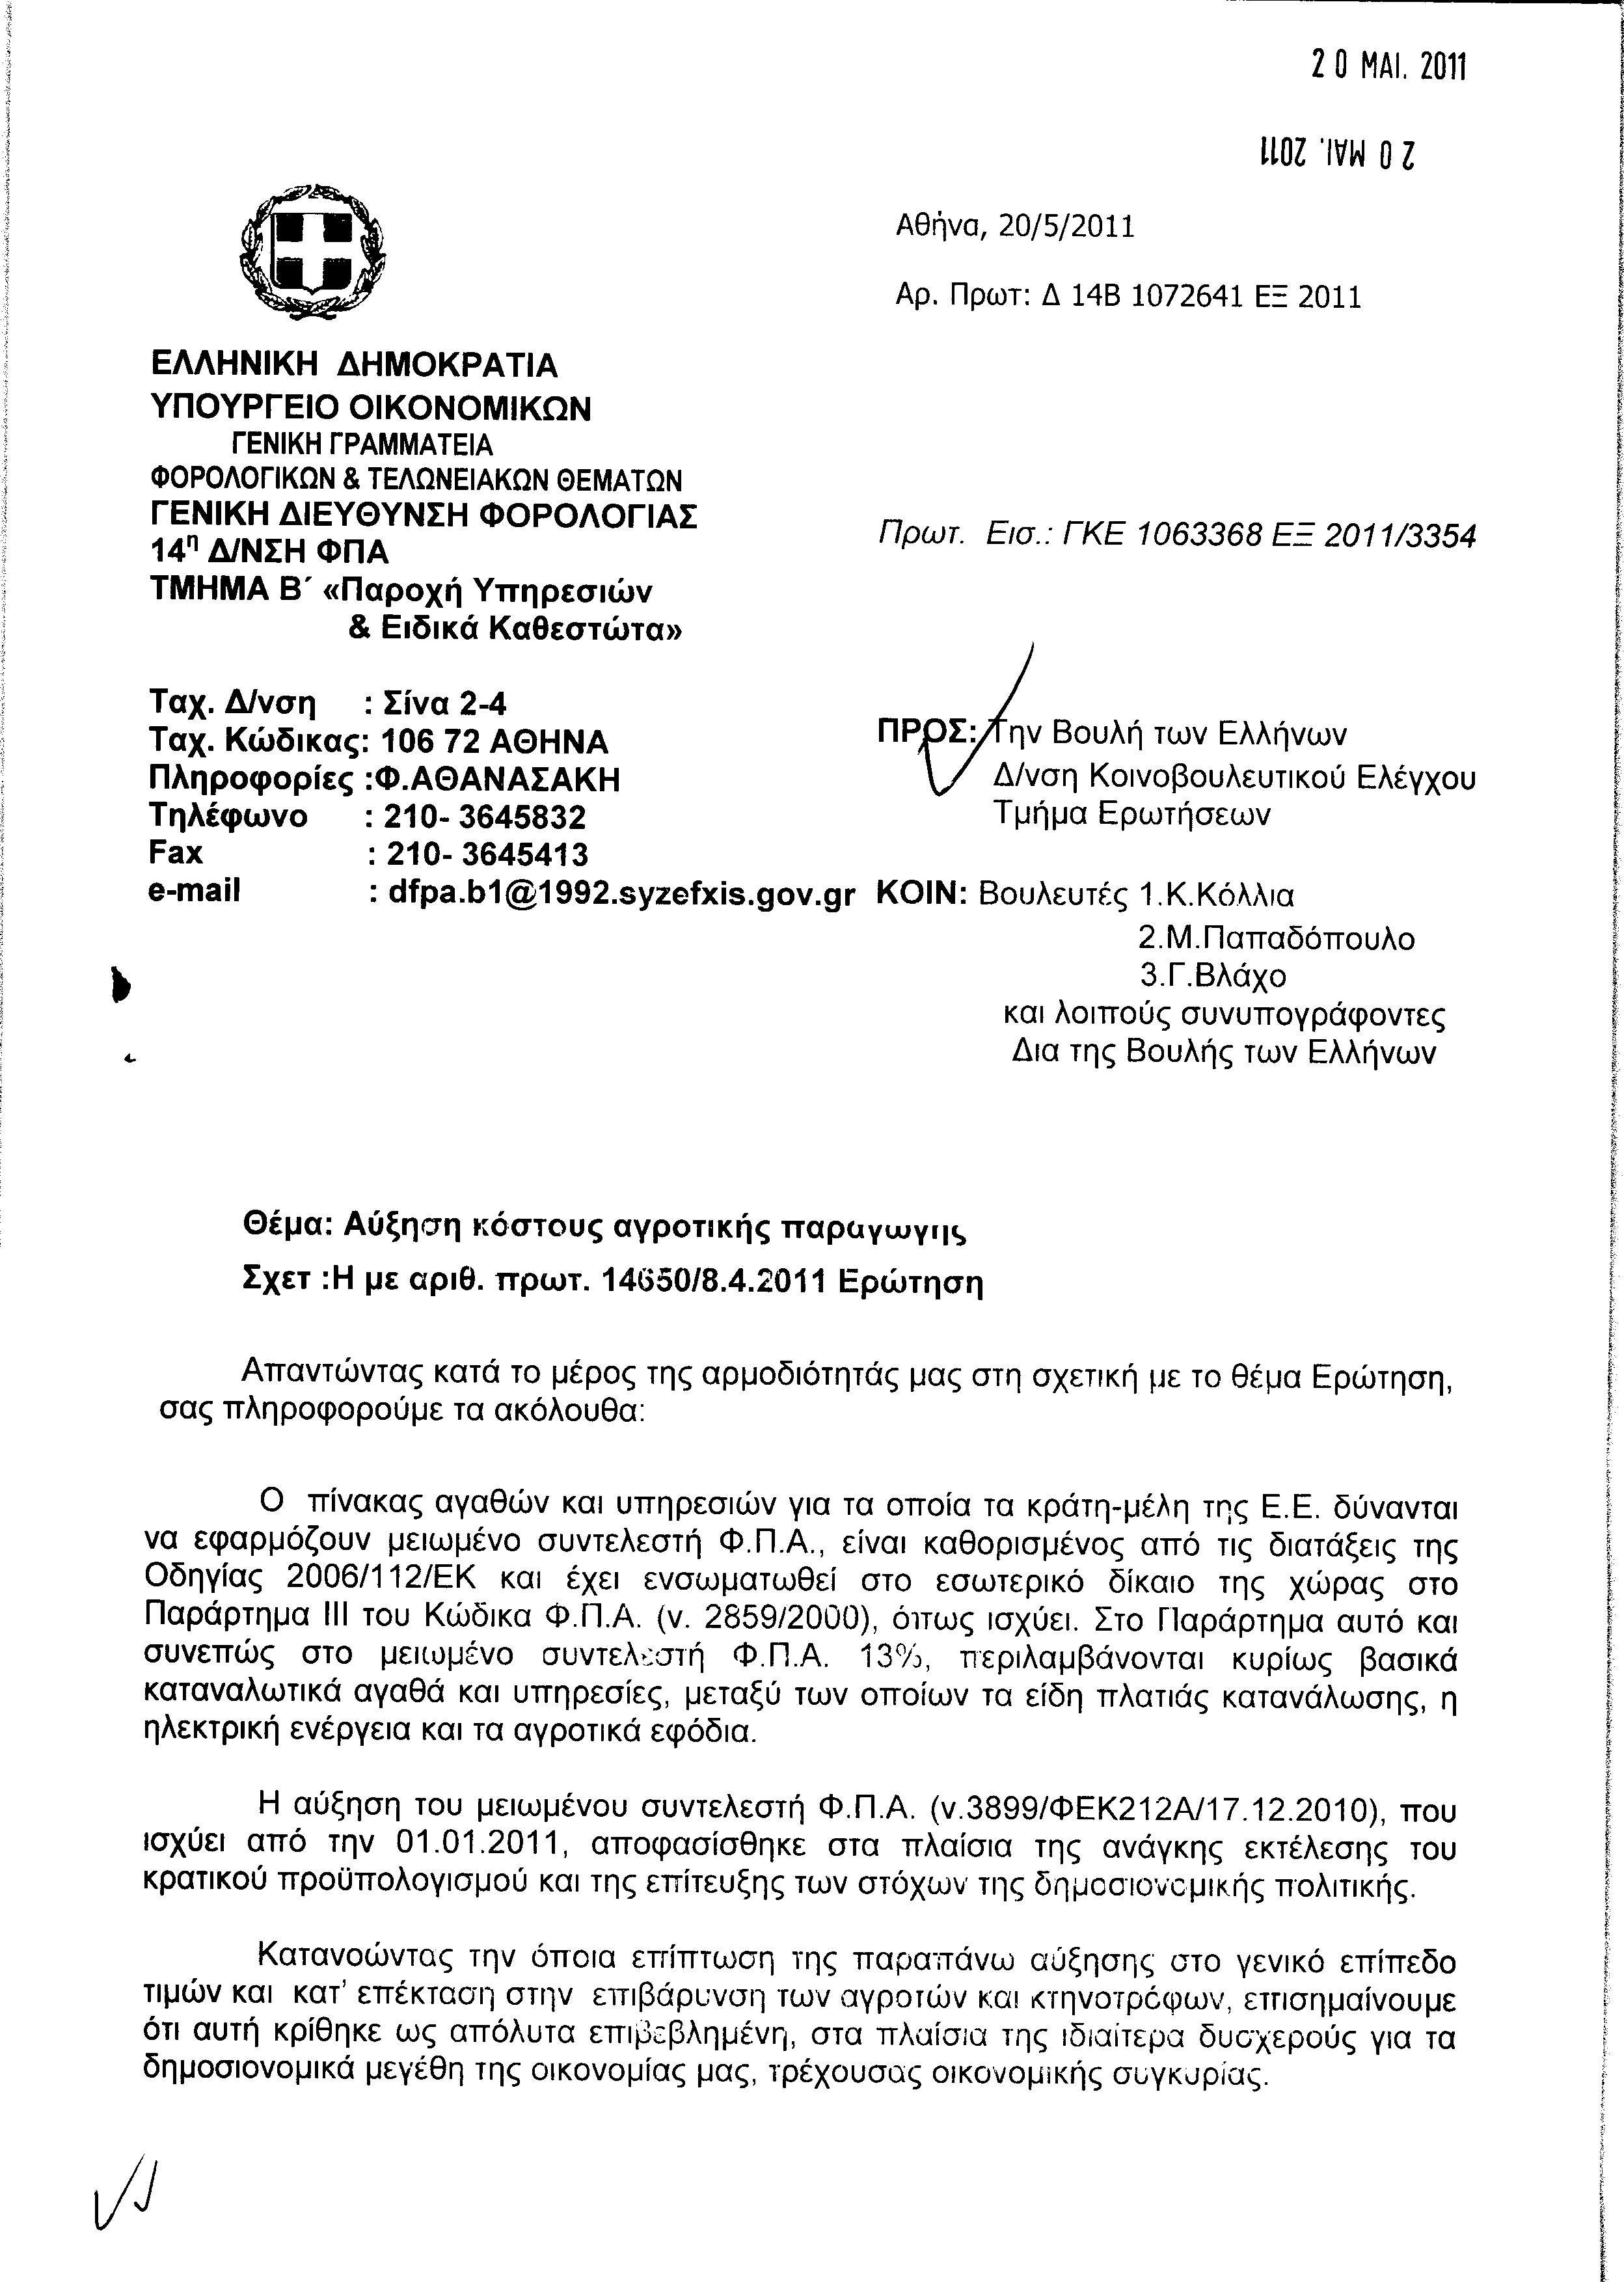 20 ΜΑΙ. 2011
20 ΜΑΙ. 2011
Αθήνα, 20/5/2011
Αρ. Πρωτ: Δ 14Β 1072641 ΕΞ 2011
ΕΛΛΗΝΙΚΗ ΔΗΜΟΚΡΑΤΙΑ
ΥΠΟΥΡΓΕΙΟ ΟΙΚΟΝΟΜΙΚΩΝ
ΓΕΝΙΚΗ ΓΡΑΜΜΑΤΕΙΑ
ΦΟΡΟΛΟΓΙΚΩΝ & ΤΕΛΩΝΕΙΑΚΩΝ ΘΕΜΑΤΩΝ
ΓΕΝΙΚΗ ΔΙΕΥΘΥΝΣΗ ΦΟΡΟΛΟΓΙΑΣ
14η Δ/ΝΣΗ ΦΠΑ
ΤΜΗΜΑ Β΄ «Παροχή Υπηρεσιών
& Ειδικά Καθεστώτα»
Πρωτ. Εισ.: ΓΚΕ 1063368 ΕΞ 2011/3354
Ταχ. Δ/νση : Σίνα 2-4
Ταχ. Κώδικας: 106 72 ΑΘΗΝΑ
Πληροφορίες :Φ.ΑΘΑΝΑΣΑΚΗ
Τηλέφωνο : 210- 3645832
Fax : 210- 3645413
e-mail : dfpa.b1@1992.syzefxis.gov.gr
ΠΡΟΣ: Την Βουλή των Ελλήνων
Δ/νση Κοινοβουλευτικού Ελέγχου
Τμήμα Ερωτήσεων
ΚΟΙΝ: Βουλευτές 1.Κ.Κόλλια
2.Μ.Παπαδόπουλο
3.Γ.Βλάχο
και λοιπούς συνυπογράφοντες
Δια της Βουλής των Ελλήνων
Θέμα: Αύξηση κόστους αγροτικής παραγωγής
Σχετ :Η με αριθ. πρωτ. 14650/8.4.2011 Ερώτηση
Απαντώντας κατά το μέρος της αρμοδιότητάς μας στη σχετική με το θέμα Ερώτηση,
σας πληροφορούμε τα ακόλουθα:
Ο πίνακας αγαθών και υπηρεσιών για τα οποία τα κράτη-μέλη της Ε.Ε. δύνανται
να εφαρμόζουν μειωμένο συντελεστή Φ.Π.Α., είναι καθορισμένος από τις διατάξεις της
Οδηγίας 2006/112/ΕΚ και έχει ενσωματωθεί στο εσωτερικό δίκαιο της χώρας στο
Παράρτημα ΙΙΙ του Κώδικα Φ.Π.Α. (ν. 2859/2000), όπως ισχύει. Στο Παράρτημα αυτό και
συνεπώς στο μειωμένο συντελεστή Φ.Π.Α. 13%, περιλαμβάνονται κυρίως βασικά
καταναλωτικά αγαθά και υπηρεσίες, μεταξύ των οποίων τα είδη πλατιάς κατανάλωσης, η
ηλεκτρική ενέργεια και τα αγροτικά εφόδια.
Η αύξηση του μειωμένου συντελεστή Φ.Π.Α. (ν.3899/ΦΕΚ212Α/17.12.2010), που
ισχύει από την 01.01.2011, αποφασίσθηκε στα πλαίσια της ανάγκης εκτέλεσης του
κρατικού προϋπολογισμού και της επίτευξης των στόχων της δημοσιονομικής πολιτικής.
Κατανοώντας την όποια επίπτωση της παραπάνω αύξησης στο γενικό επίπεδο
τιμών και κατ' επέκταση στην επιβάρυνση των αγροτών και κτηνοτρόφων, επισημαίνουμε
ότι αυτή κρίθηκε ως απόλυτα επιβεβλημένη, στα πλαίσια της ιδιαίτερα δυσχερούς για τα
δημοσιονομικά μεγέθη της οικονομίας μας, τρέχουσας οικονομικής συγκυρίας.